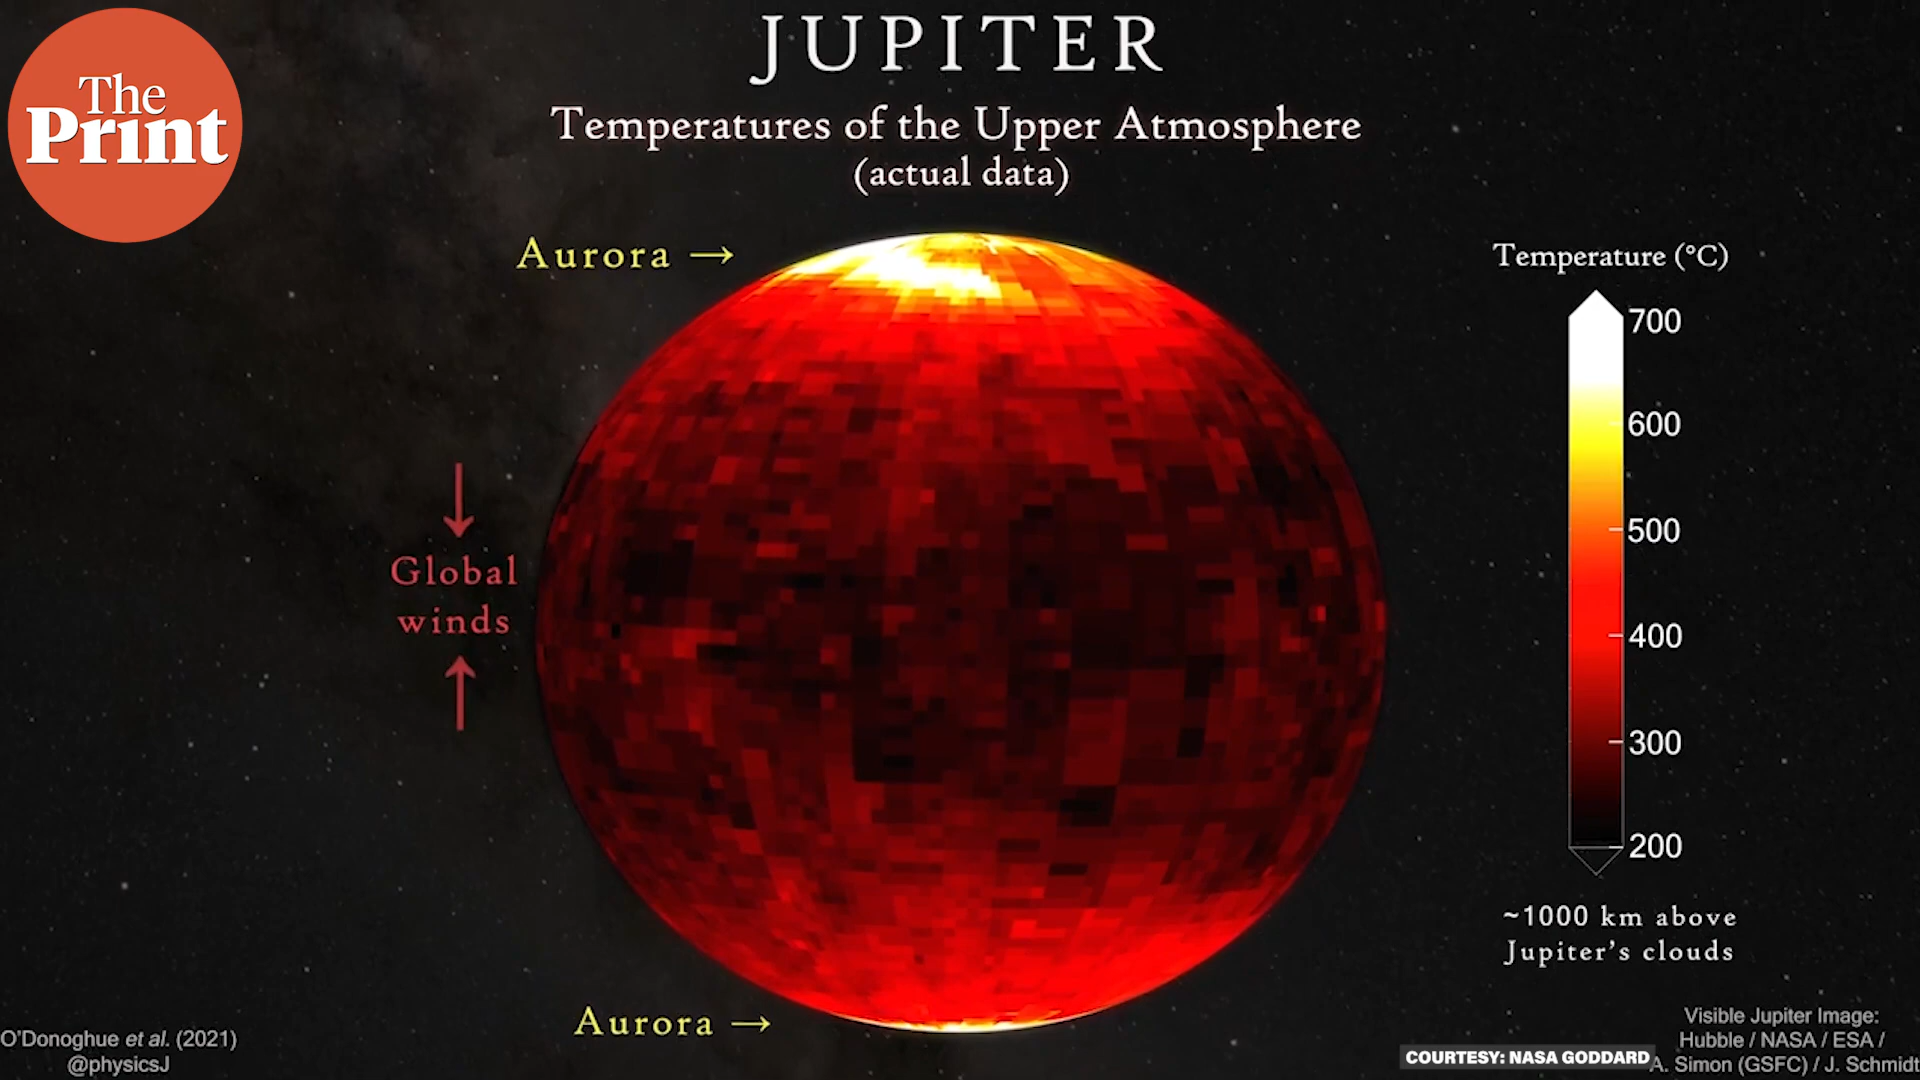 The
Print
JUPITER
Temperatures of the Upper Atmosphere
(actual data)
Aurora →
Temperature (°C)
700
600
500
400
300
200
Global
winds
~1000 km above
Jupiter's clouds
Aurora →
O'Donoghue et al. (2021)
@physicsJ
Visible Jupiter Image:
Hubble / NASA / ESA /
A. Simon (GSFC) / J. Schmidt
COURTESY: NASA GODDARD